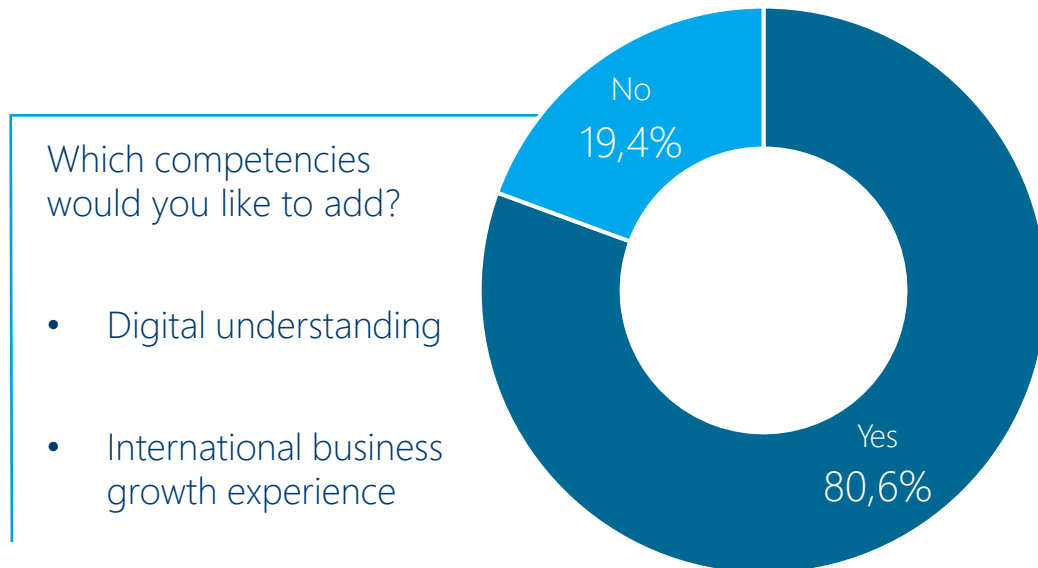 No
19,4%
Which competencies
would you like to add?
• Digital understanding
• International business
growth experience
Yes
80,6%